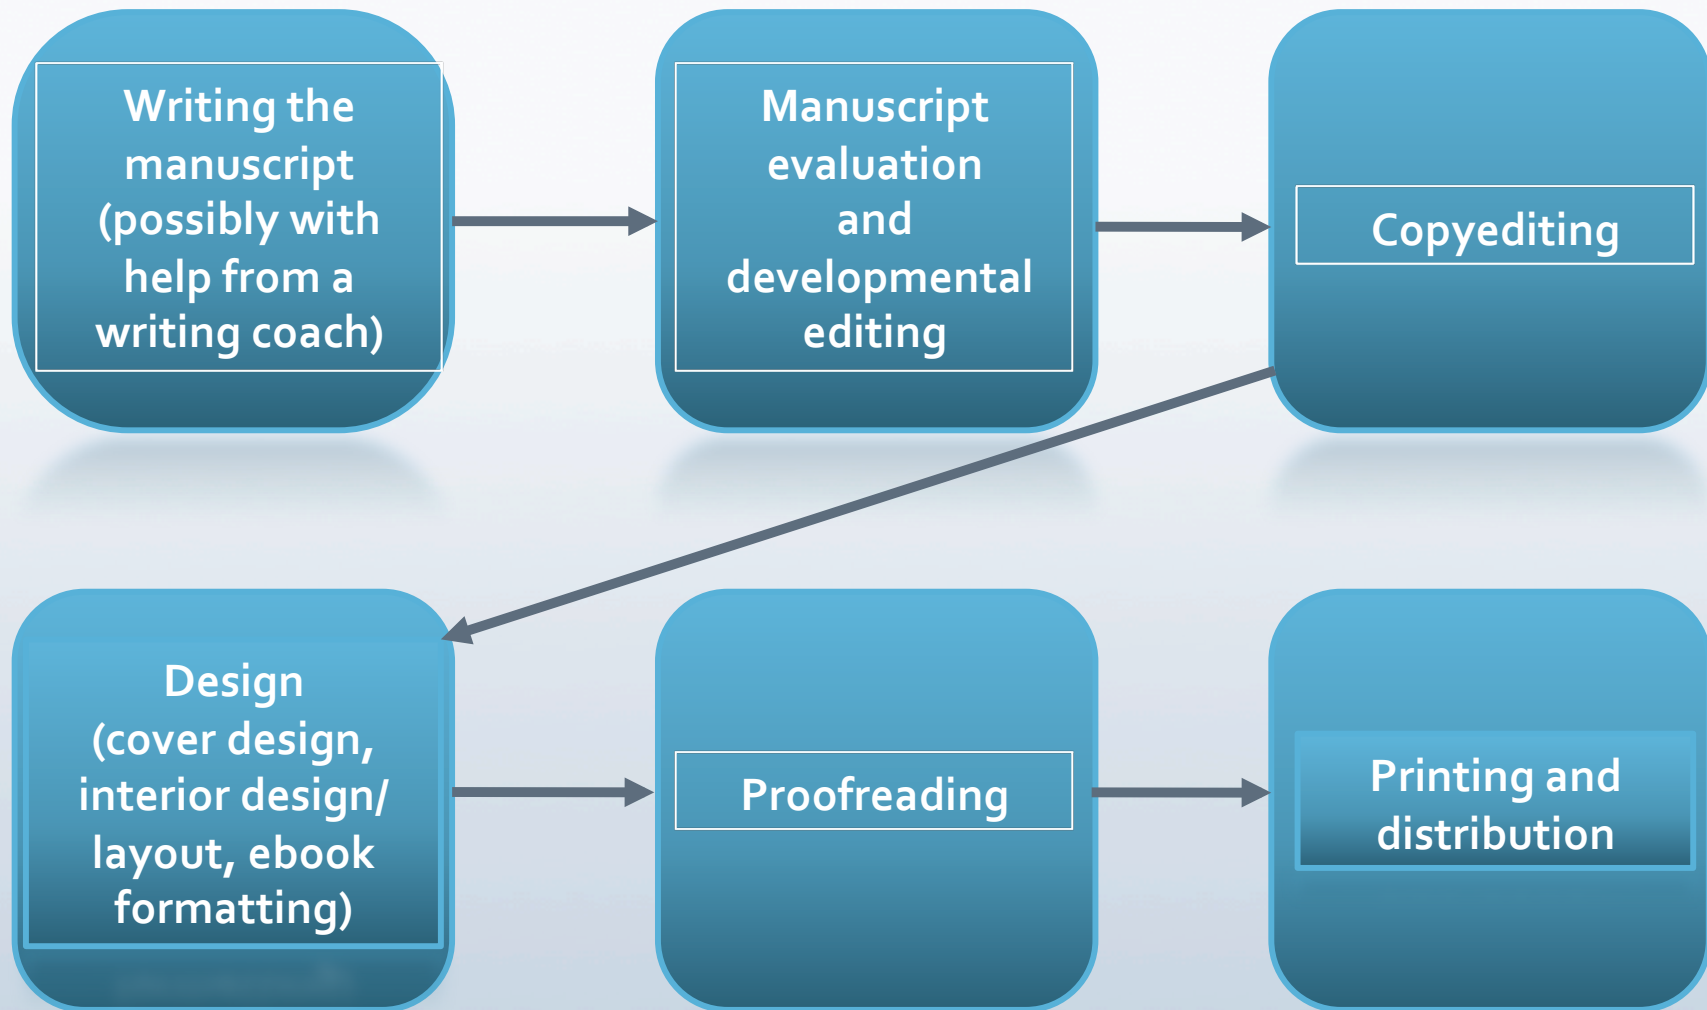 Writing the
manuscript
(possibly with
help from a
writing coach)
Manuscript
evaluation
and
developmental
editing
Copyediting
Design
(cover design,
interior design/
layout, ebook
formatting)
Proofreading
Printing and
distribution